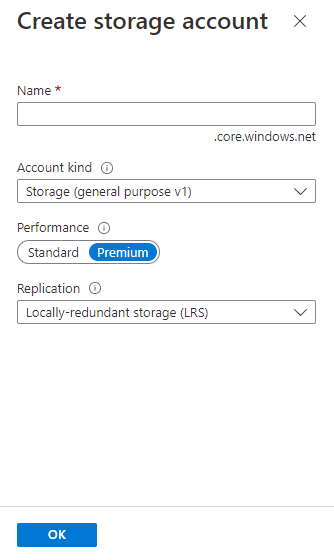 Create storage account
Name *
.core.windows.net
Account kind
Storage (general purpose v1)
Performance
Standard Premium
Replication
Locally-redundant storage (LRS)
OK